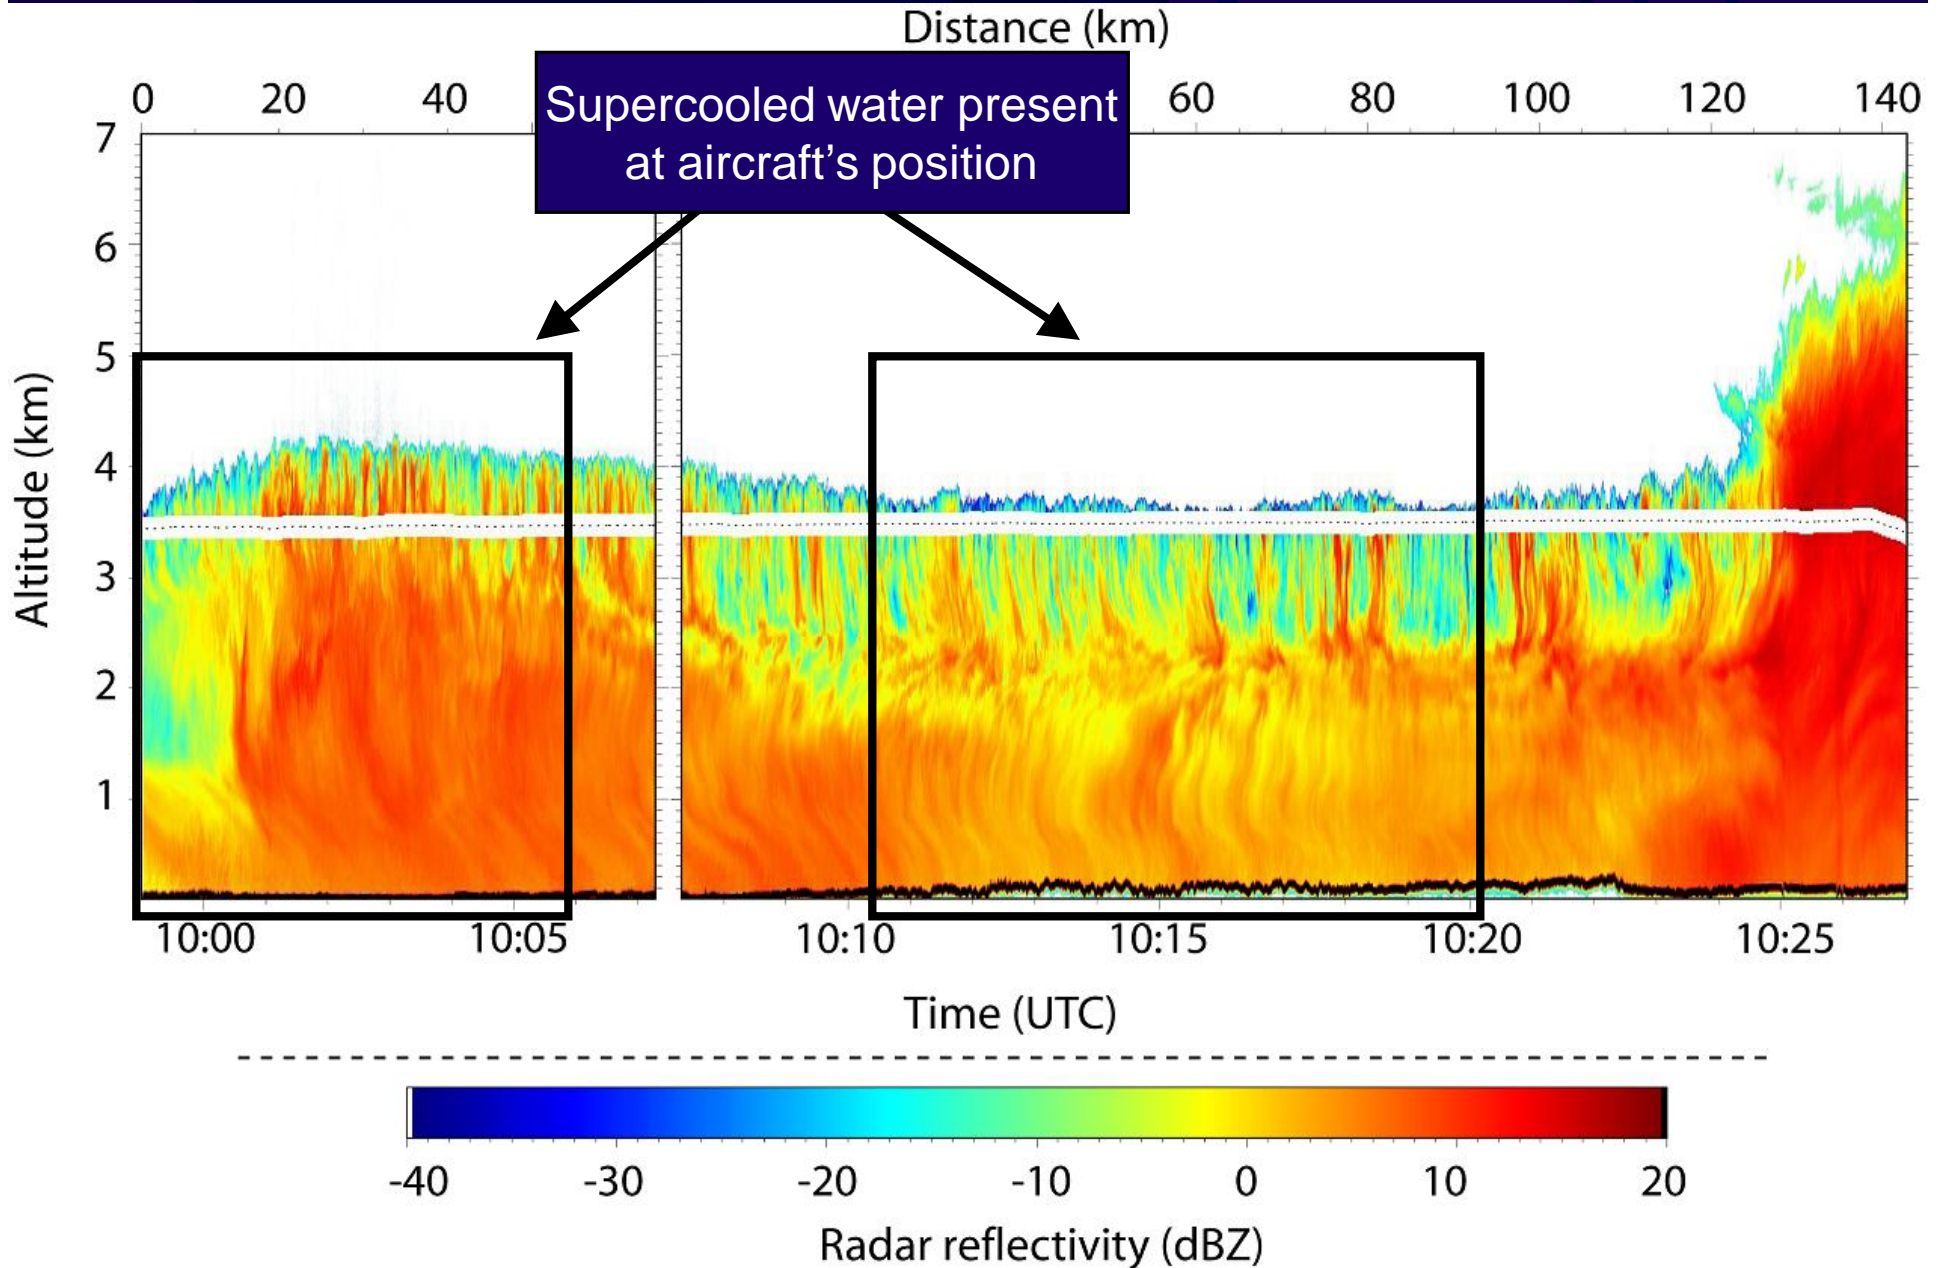 Distance (km)
0 20 40 60 80 100 120 140
Supercooled water present
at aircraft’s position
7
6
5
4
3
2
1
Altitude (km)
10:00 10:05 10:10 10:15 10:20 10:25
Time (UTC)
-40 -30 -20 -10 0 10 20
Radar reflectivity (dBZ)